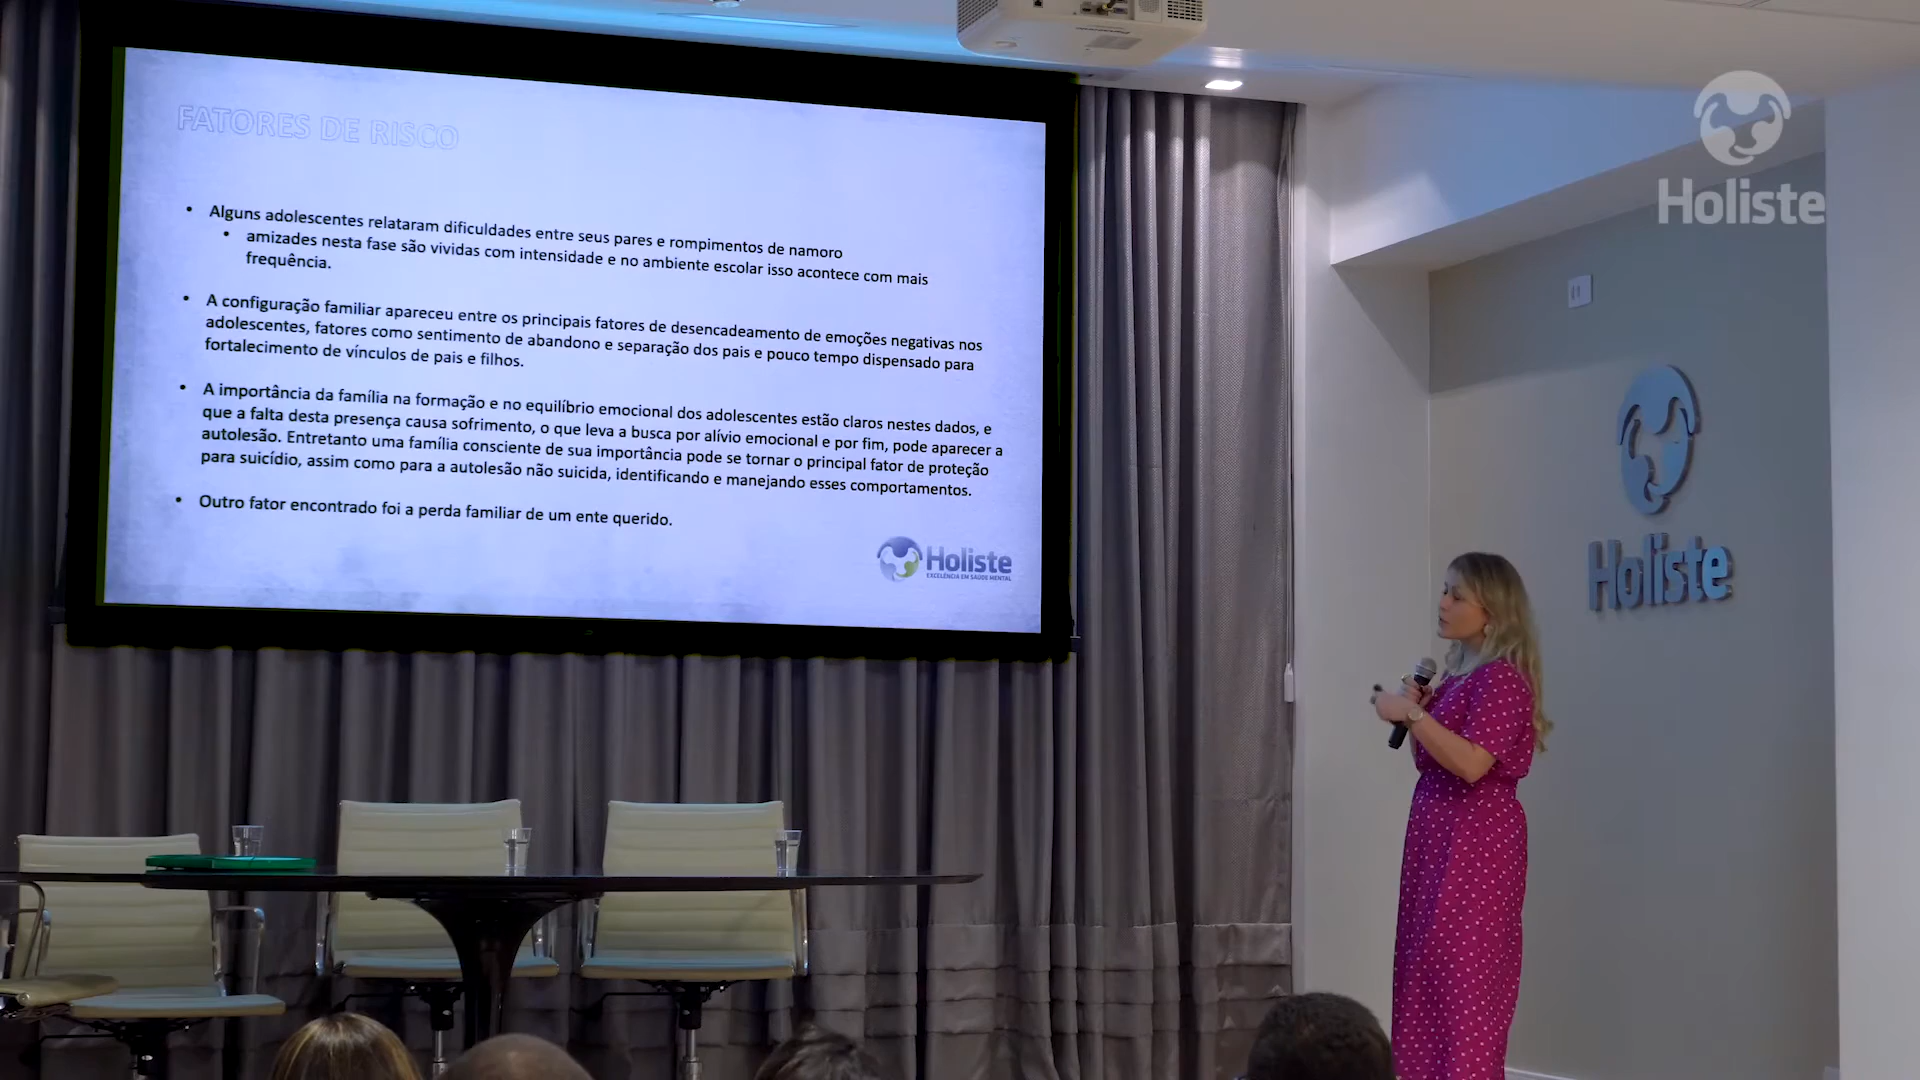 FATORES DE RISCO
• Alguns adolescentes relataram dificuldades entre seus pares e rompimentos de namoro
• amizades nesta fase são vividas com intensidade e no ambiente escolar isso acontece com mais
frequência.
• A configuração familiar apareceu entre os principais fatores de desencadeamento de emoções negativas nos
adolescentes, fatores como sentimento de abandono e separação dos pais e pouco tempo dispensado para
fortalecimento de vínculos de pais e filhos.
• A importância da família na formação e no equilíbrio emocional dos adolescentes estão claros nestes dados, e
que a falta desta presença causa sofrimento, o que leva a busca por alívio emocional e por fim, pode aparecer a
autolesão. Entretanto uma família consciente de sua importância pode se tornar o principal fator de proteção
para suicídio, assim como para a autolesão não suicida, identificando e manejando esses comportamentos.
• Outro fator encontrado foi a perda familiar de um ente querido.
Holiste
EXCELÊNCIA EM SAÚDE MENTAL
Holiste
Holiste